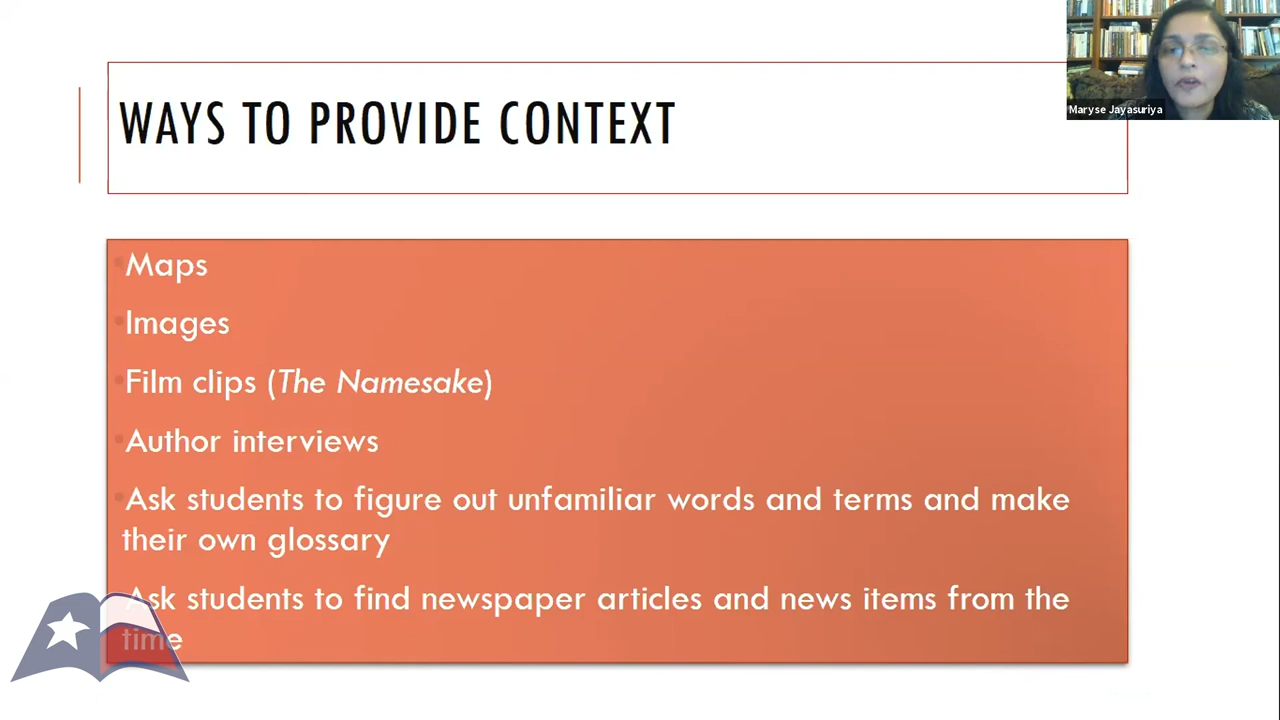 Maryse Jayasuriya
WAYS TO PROVIDE CONTEXT
Maps
Images
Film clips (The Namesake)
Author interviews
Ask students to figure out unfamiliar words and terms and make
their own glossary
Ask students to find newspaper articles and news items from the
time